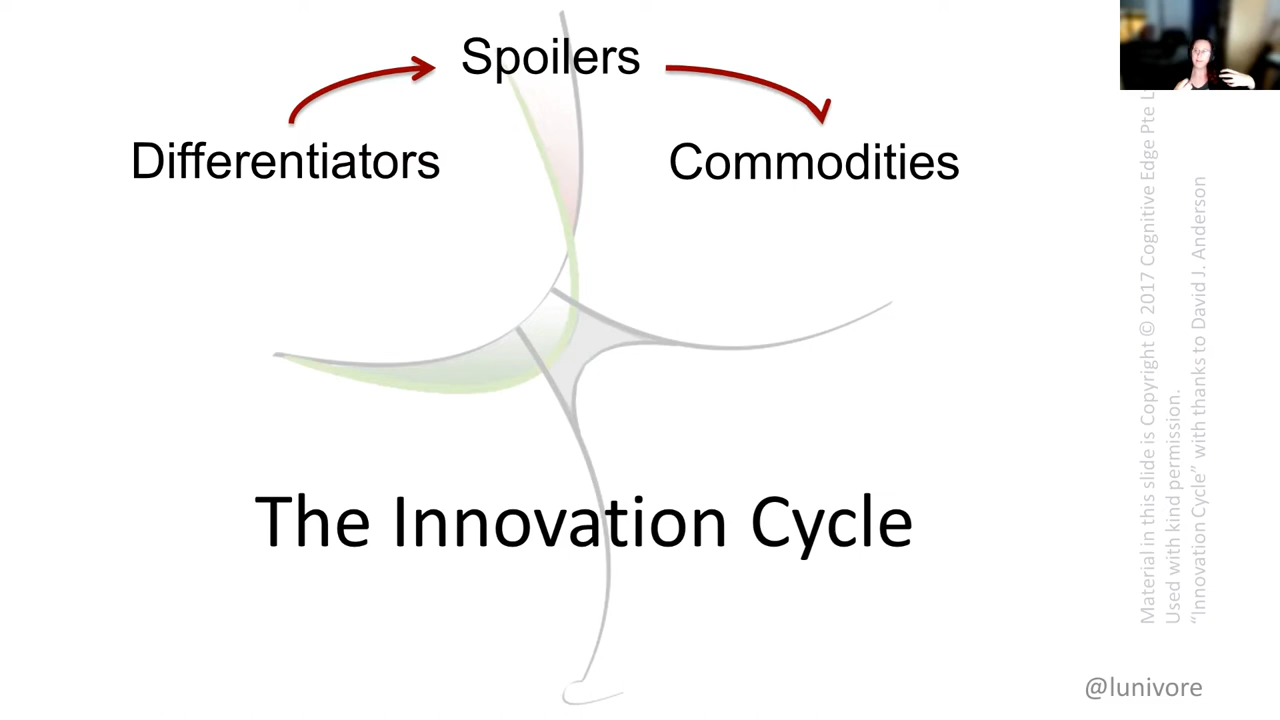 Spoilers
Differentiators
Commodities
The Innovation Cycle
Material in this slide is Copyright © 2017 Cognitive Edge Pte
Used with kind permission.
“Innovation Cycle” with thanks to David J. Anderson
@lunivore